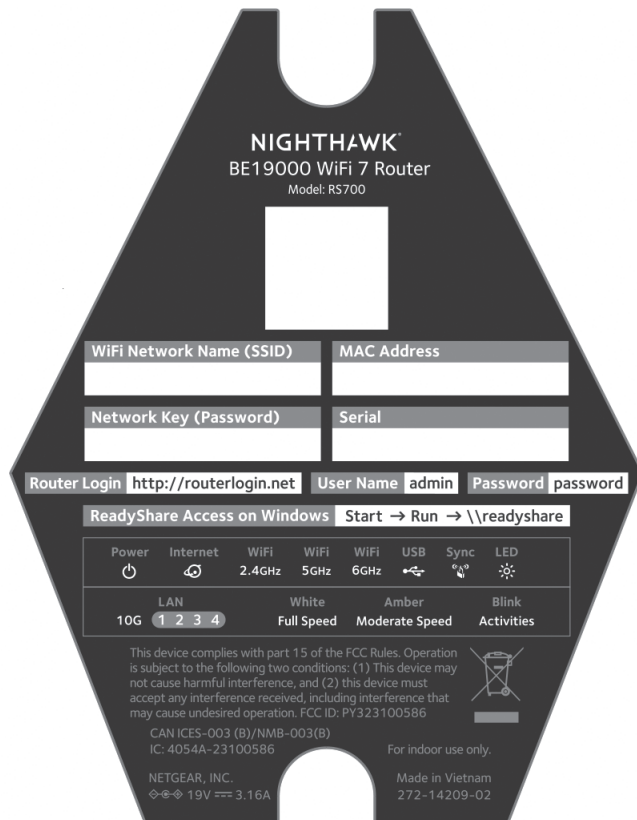 NIGHTHAWK
BE19000 WiFi 7 Router
Model: RS700
WiFi Network Name (SSID) MAC Address
Network Key (Password) Serial
Router Login http://routerlogin.net User Name admin Password password
ReadyShare Access on Windows Start → Run → \\readyshare
Power Internet WiFi WiFi WiFi USB Sync LED
2.4GHz 5GHz 6GHz
LAN White Amber Blink
10G 1 2 3 4 Full Speed Moderate Speed Activities
This device complies with part 15 of the FCC Rules. Operation
is subject to the following two conditions: (1) This device may
not cause harmful interference, and (2) this device must
accept any interference received, including interference that
may cause undesired operation. FCC ID: PY323100586
CAN ICES-003 (B)/NMB-003(B)
IC: 4054A-23100586 For indoor use only.
NETGEAR, INC. Made in Vietnam
19V 3.16A 272-14209-02